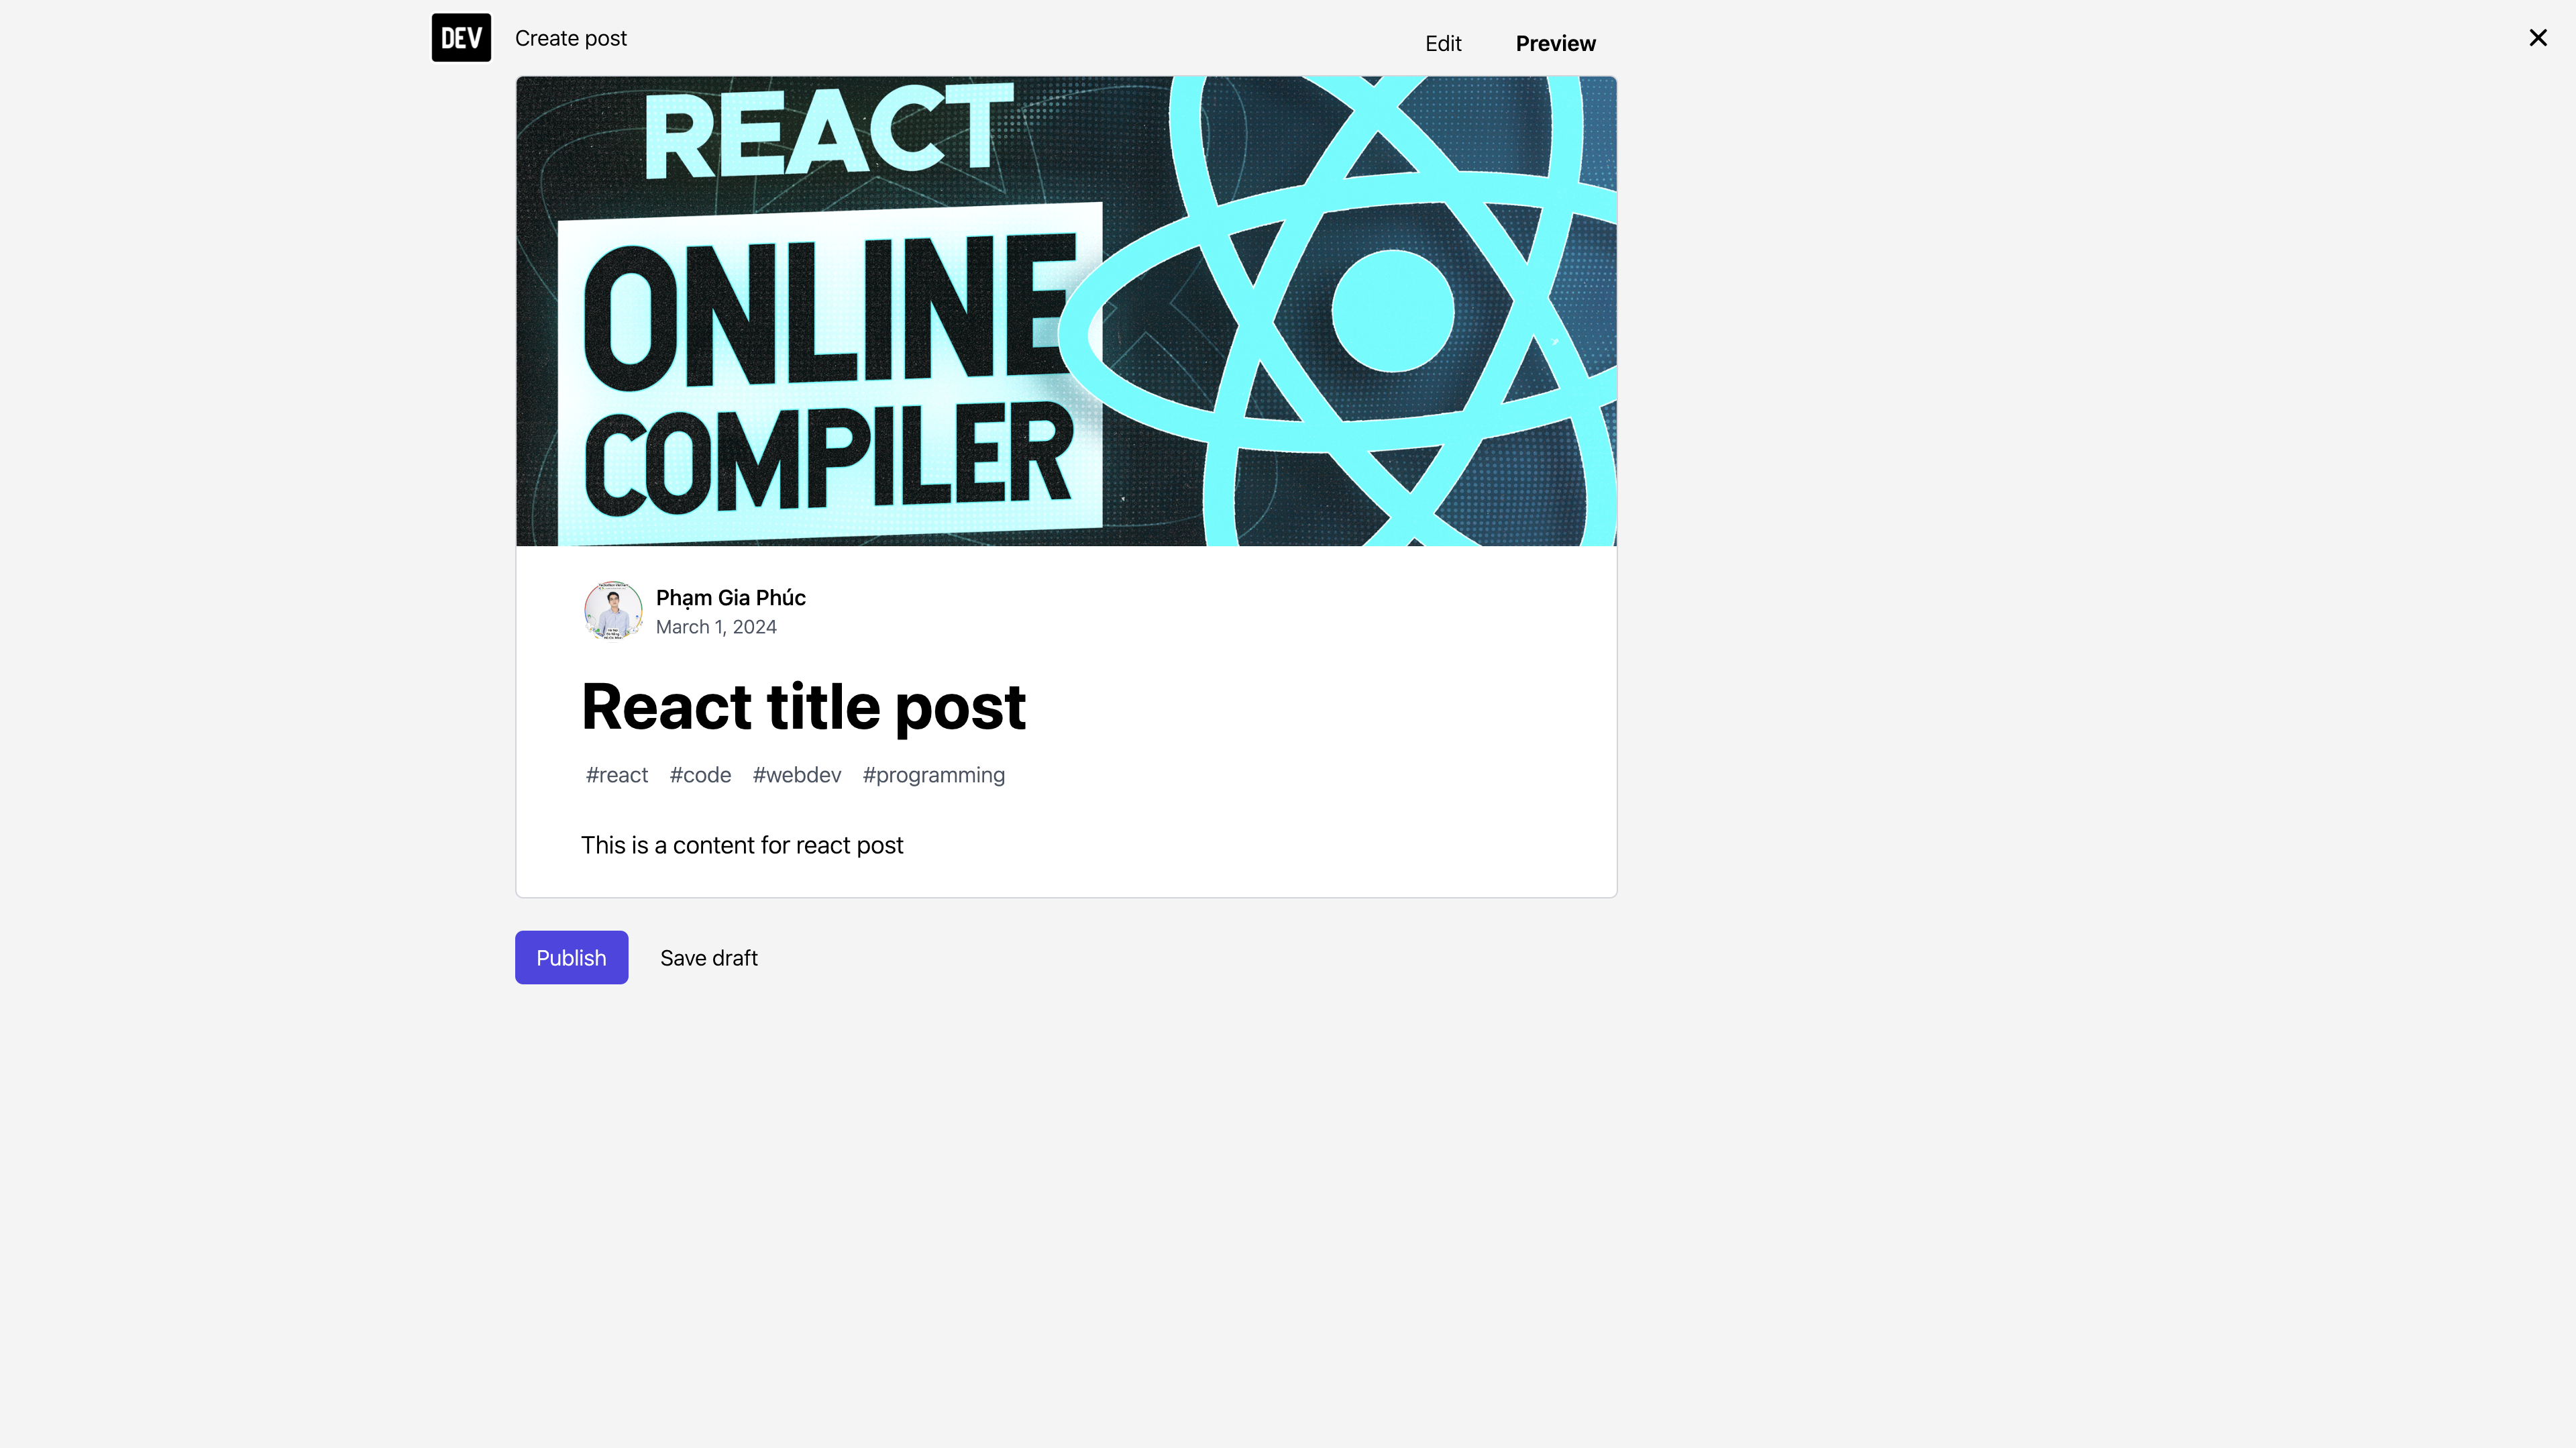 DEV Create post Edit Preview
REACT
ONLINE
COMPILER
Phạm Gia Phúc
March 1, 2024
React title post
#react #code #webdev #programming
This is a content for react post
Publish Save draft